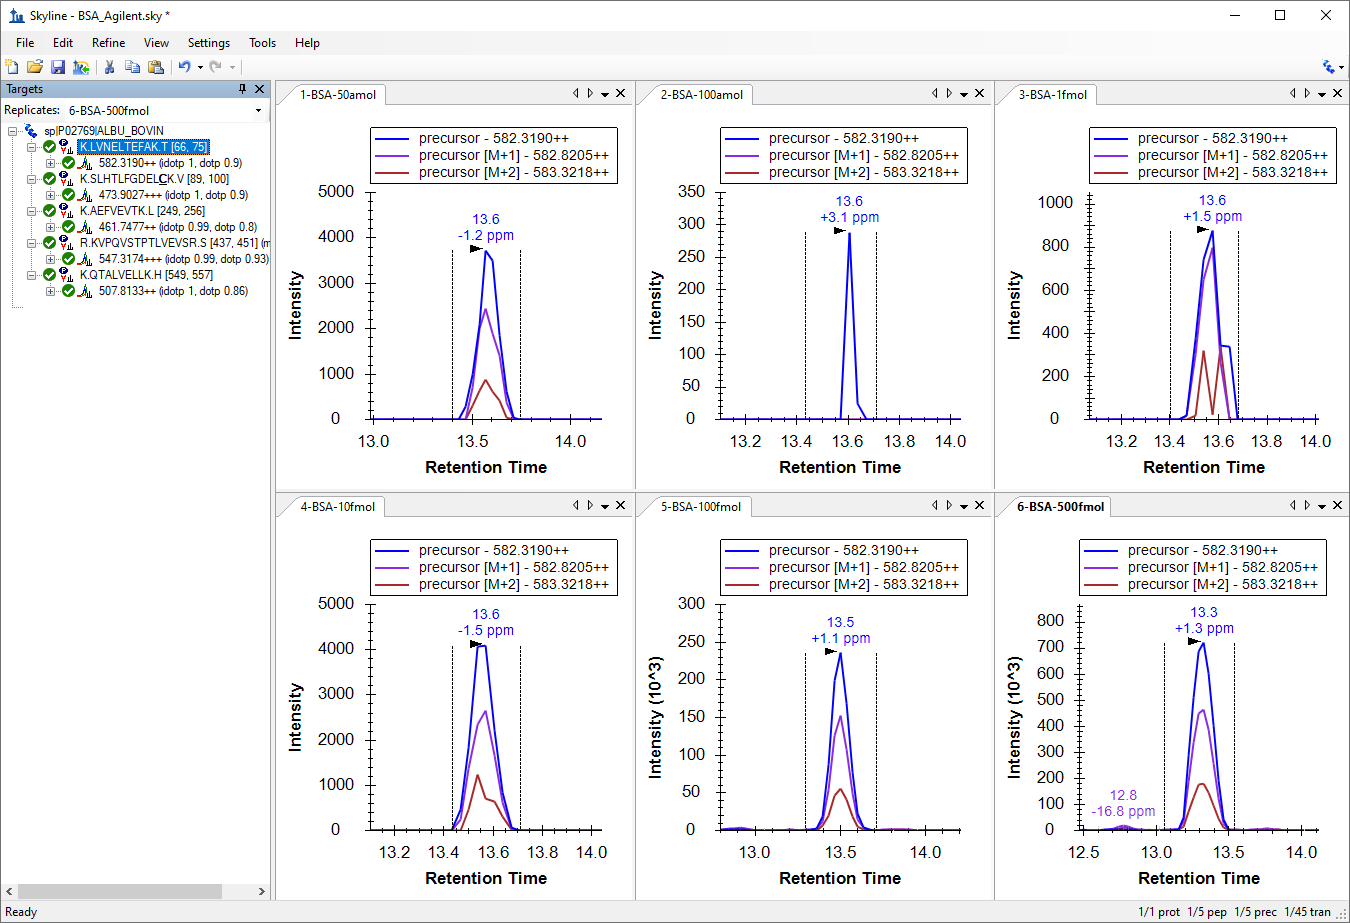 Skyline - BSA_Agilent.sky *
File Edit Refine View Settings Tools Help
Targets
Replicates: 6-BSA-500fmol
sp|P02769|ALBU_BOVIN
K.LVNELTEFAK.T [66, 75]
582.3190++ (idotp 1, dotp 0.9)
K.SLHTLFGDELCK.V [89, 100]
473.9027+++ (idotp 1, dotp 0.9)
K.AEFVEVTK.L [249, 256]
461.7477++ (idotp 0.99, dotp 0.8)
R.KVPQVSTPTLVEVSR.S [437, 451] (m
547.3174+++ (idotp 0.99, dotp 0.93)
K.QTALVELLK.H [549, 557]
507.8133++ (idotp 1, dotp 0.86)
1-BSA-50amol
precursor - 582.3190++
precursor [M+1] - 582.8205++
precursor [M+2] - 583.3218++
13.6
-1.2 ppm
5000
4000
3000
2000
1000
0
Intensity
13.0 13.5 14.0
Retention Time
2-BSA-100amol
precursor - 582.3190++
precursor [M+1] - 582.8205++
precursor [M+2] - 583.3218++
13.6
+3.1 ppm
350
300
250
200
150
100
50
0
Intensity
13.2 13.4 13.6 13.8 14.0
Retention Time
3-BSA-1fmol
precursor - 582.3190++
precursor [M+1] - 582.8205++
precursor [M+2] - 583.3218++
13.6
+1.5 ppm
1000
800
600
400
200
0
Intensity
13.2 13.4 13.6 13.8 14.0
Retention Time
4-BSA-10fmol
precursor - 582.3190++
precursor [M+1] - 582.8205++
precursor [M+2] - 583.3218++
13.6
-1.5 ppm
5000
4000
3000
2000
1000
0
Intensity
13.2 13.4 13.6 13.8 14.0
Retention Time
5-BSA-100fmol
precursor - 582.3190++
precursor [M+1] - 582.8205++
precursor [M+2] - 583.3218++
13.5
+1.1 ppm
300
250
200
150
100
50
0
Intensity (10^3)
13.0 13.5 14.0
Retention Time
6-BSA-500fmol
precursor - 582.3190++
precursor [M+1] - 582.8205++
precursor [M+2] - 583.3218++
13.3
+1.3 ppm
12.8
-16.8 ppm
800
700
600
500
400
300
200
100
0
Intensity (10^3)
12.5 13.0 13.5 14.0
Retention Time
Ready
1/1 prot 1/5 pep 1/5 prec 1/45 tran